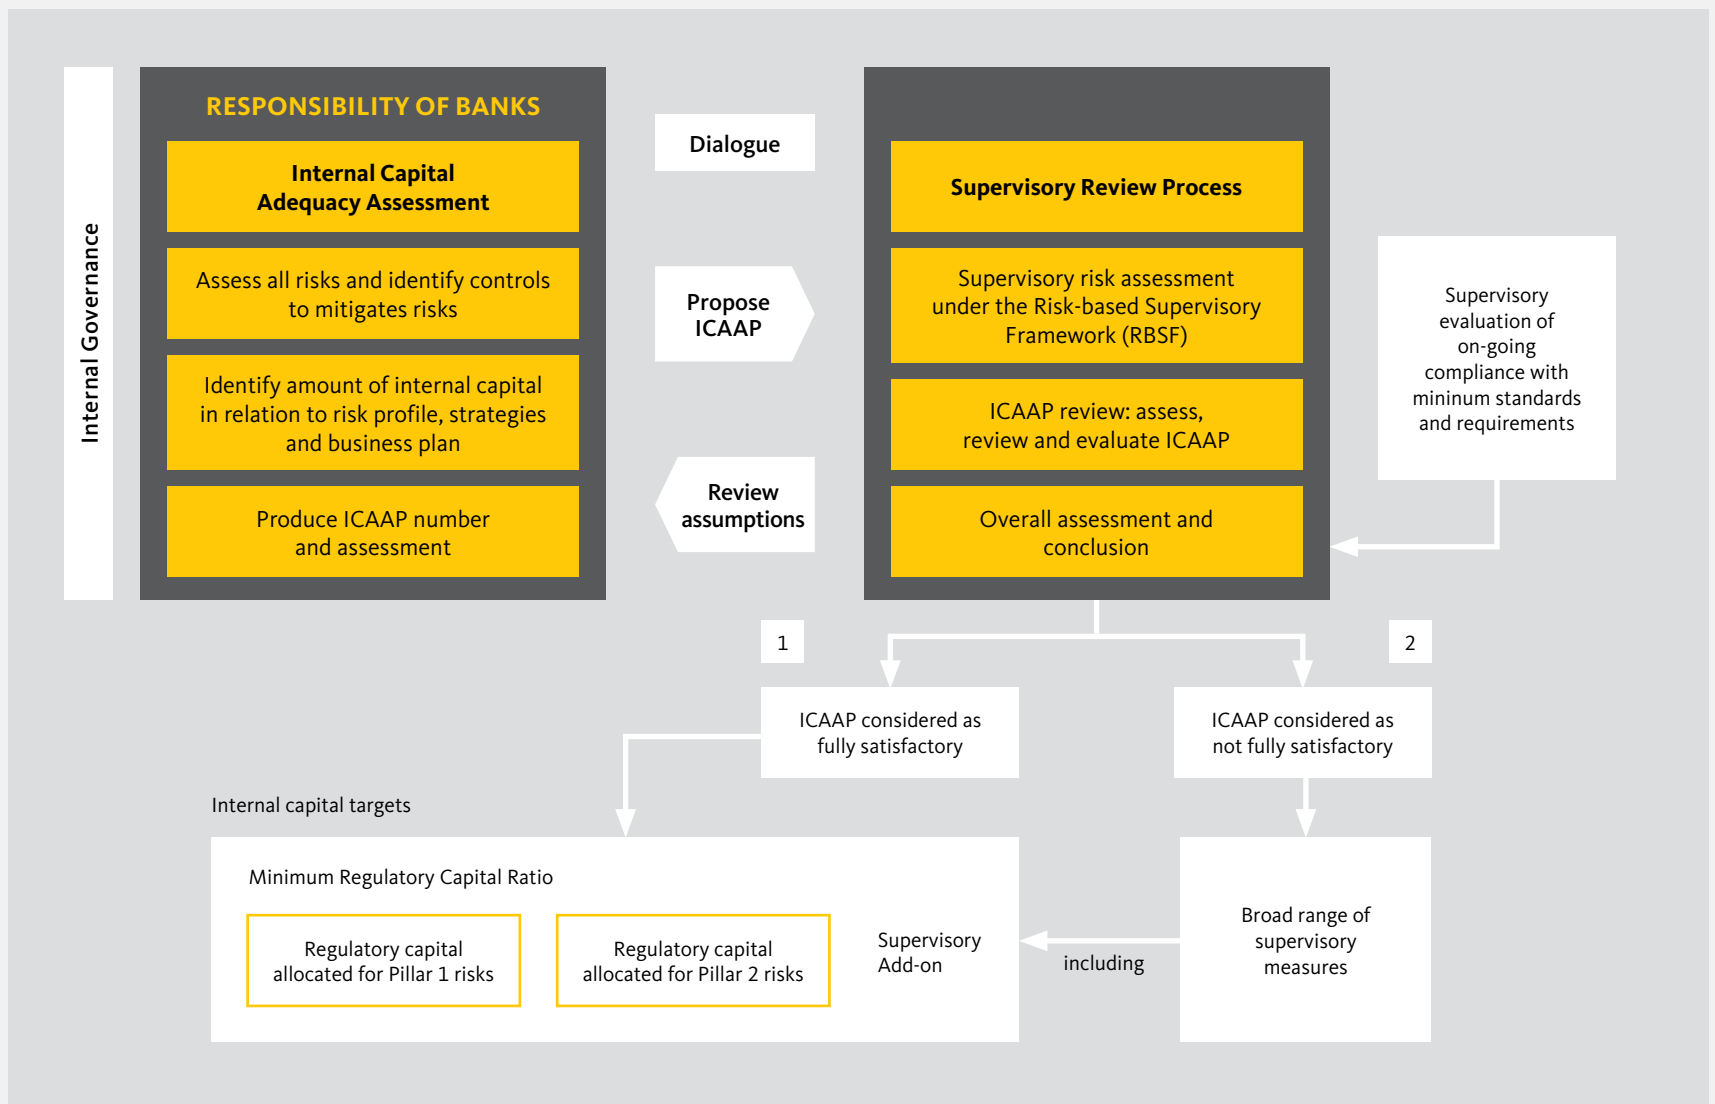 Internal Governance
RESPONSIBILITY OF BANKS
Internal Capital
Adequacy Assessment
Assess all risks and identify controls
to mitigates risks
Identify amount of internal capital
in relation to risk profile, strategies
and business plan
Produce ICAAP number
and assessment
Dialogue
Propose
ICAAP
Review
assumptions
Supervisory Review Process
Supervisory risk assessment
under the Risk-based Supervisory
Framework (RBSF)
ICAAP review: assess,
review and evaluate ICAAP
Overall assessment and
conclusion
Supervisory
evaluation of
on-going
compliance with
mininum standards
and requirements
1
2
ICAAP considered as
fully satisfactory
ICAAP considered as
not fully satisfactory
Internal capital targets
Minimum Regulatory Capital Ratio
Regulatory capital
allocated for Pillar 1 risks
Regulatory capital
allocated for Pillar 2 risks
Supervisory
Add-on
including
Broad range of
supervisory
measures